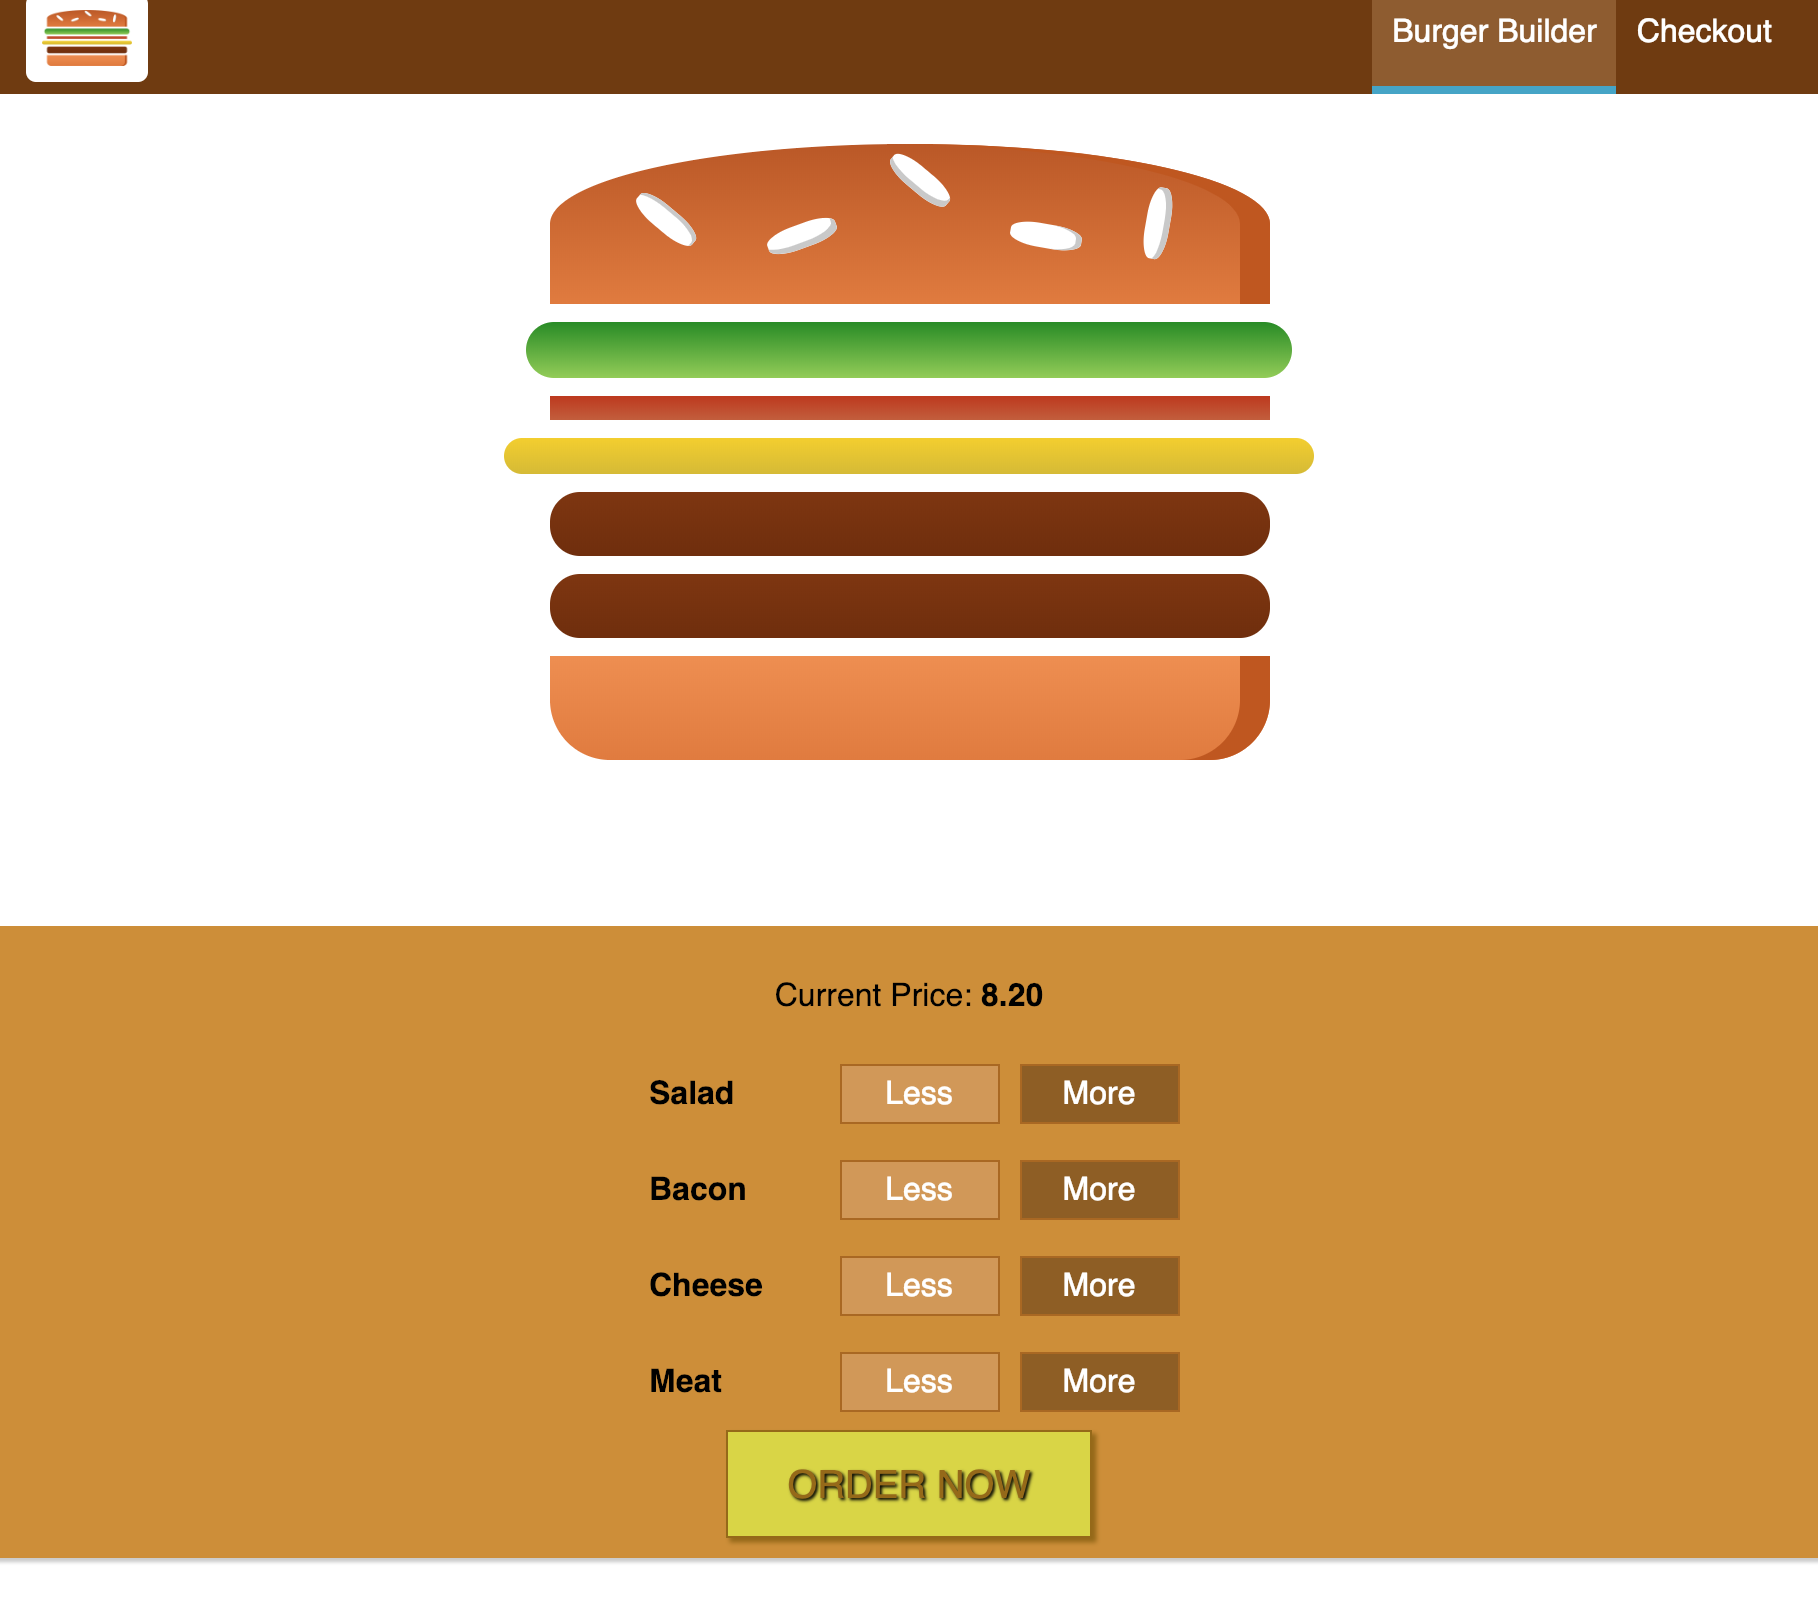 Burger Builder Checkout
Current Price: 8.20
Salad Less More
Bacon Less More
Cheese Less More
Meat Less More
ORDER NOW